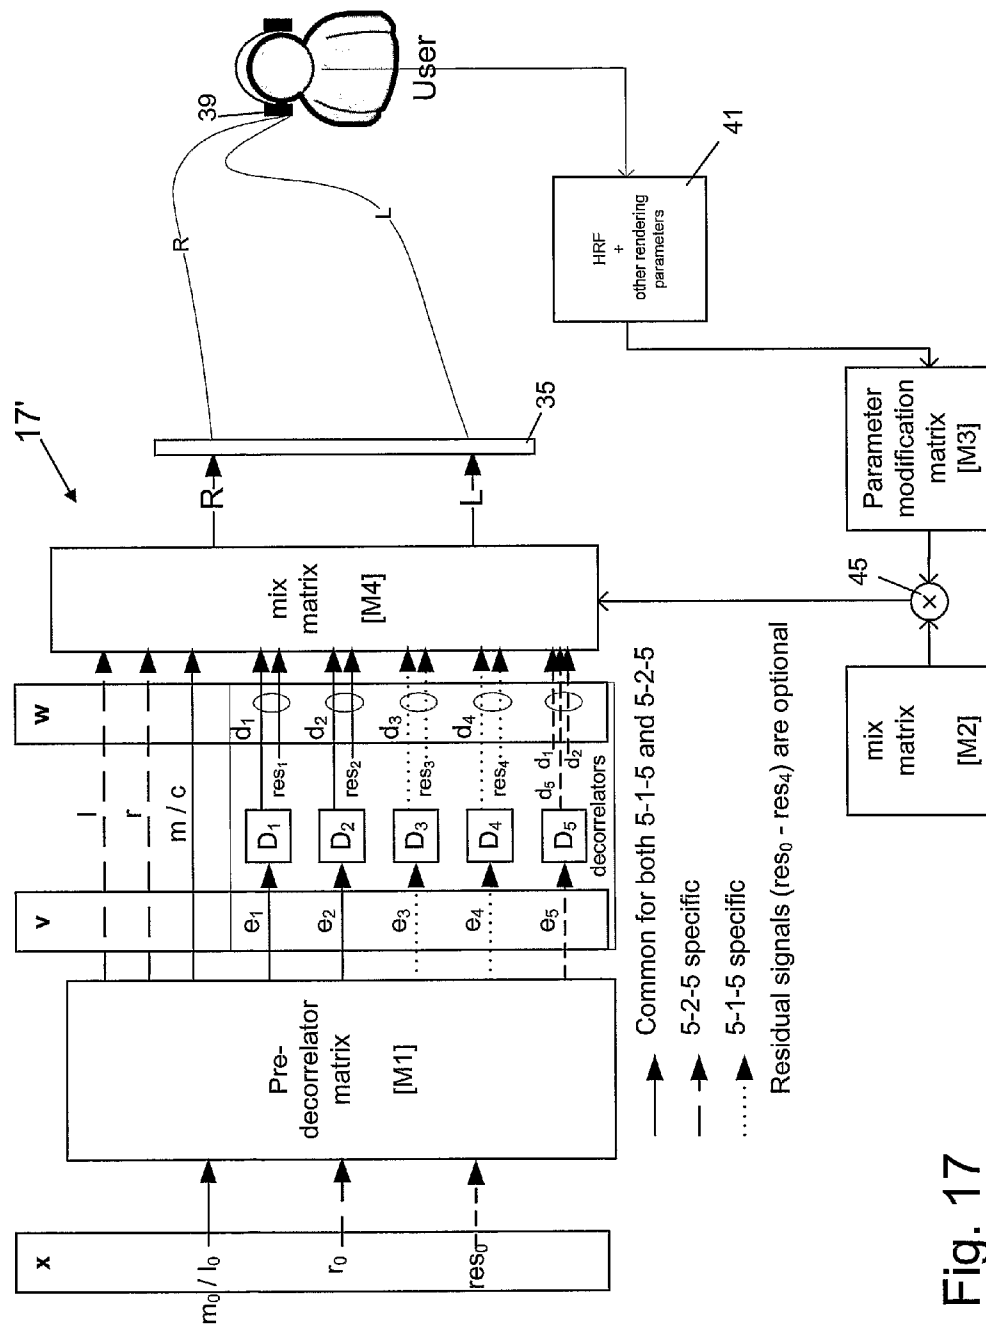 17'
x
m0 / l0
r0
res0
Pre-
decorrelator
matrix
[M1]
v
l
r
m / c
e1
e2
e3
e4
e5
D1
D2
D3
D4
D5
decorrelators
w
d1
res1
d2
res2
d3
res3
d4
res4
d5
d1
d2
mix
matrix
[M4]
R
L
35
R
L
39
User
HRF
+
other rendering
parameters
41
Parameter
modification
matrix
[M3]
45
×
mix
matrix
[M2]
Common for both 5-1-5 and 5-2-5
5-2-5 specific
5-1-5 specific
Residual signals (res0 - res4) are optional
Fig. 17